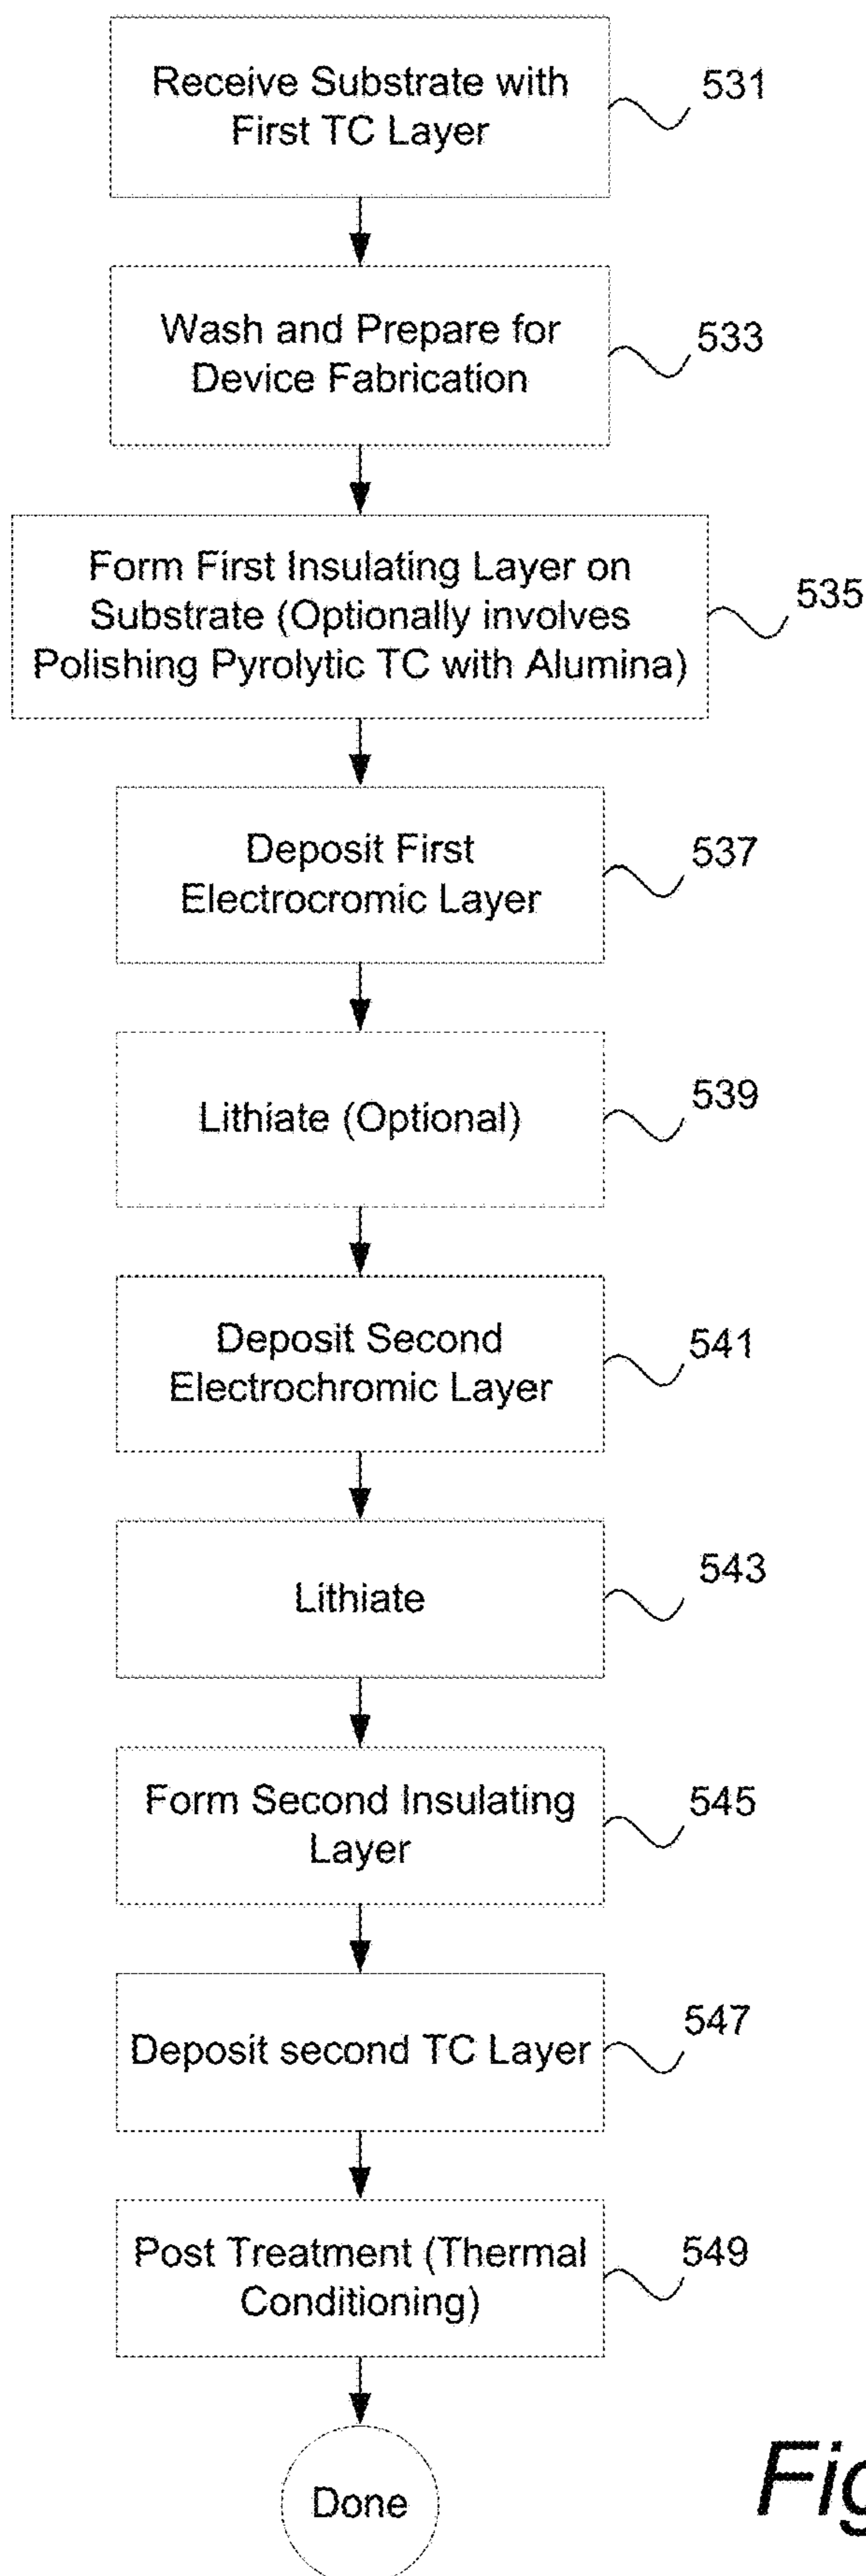 Receive Substrate with
First TC Layer
531
Wash and Prepare for
Device Fabrication
533
Form First Insulating Layer on
Substrate (Optionally involves
Polishing Pyrolytic TC with Alumina)
535
Deposit First
Electrocromic Layer
537
Lithiate (Optional)
539
Deposit Second
Electrochromic Layer
541
Lithiate
543
Form Second Insulating
Layer
545
Deposit second TC Layer
547
Post Treatment (Thermal
Conditioning)
549
Done